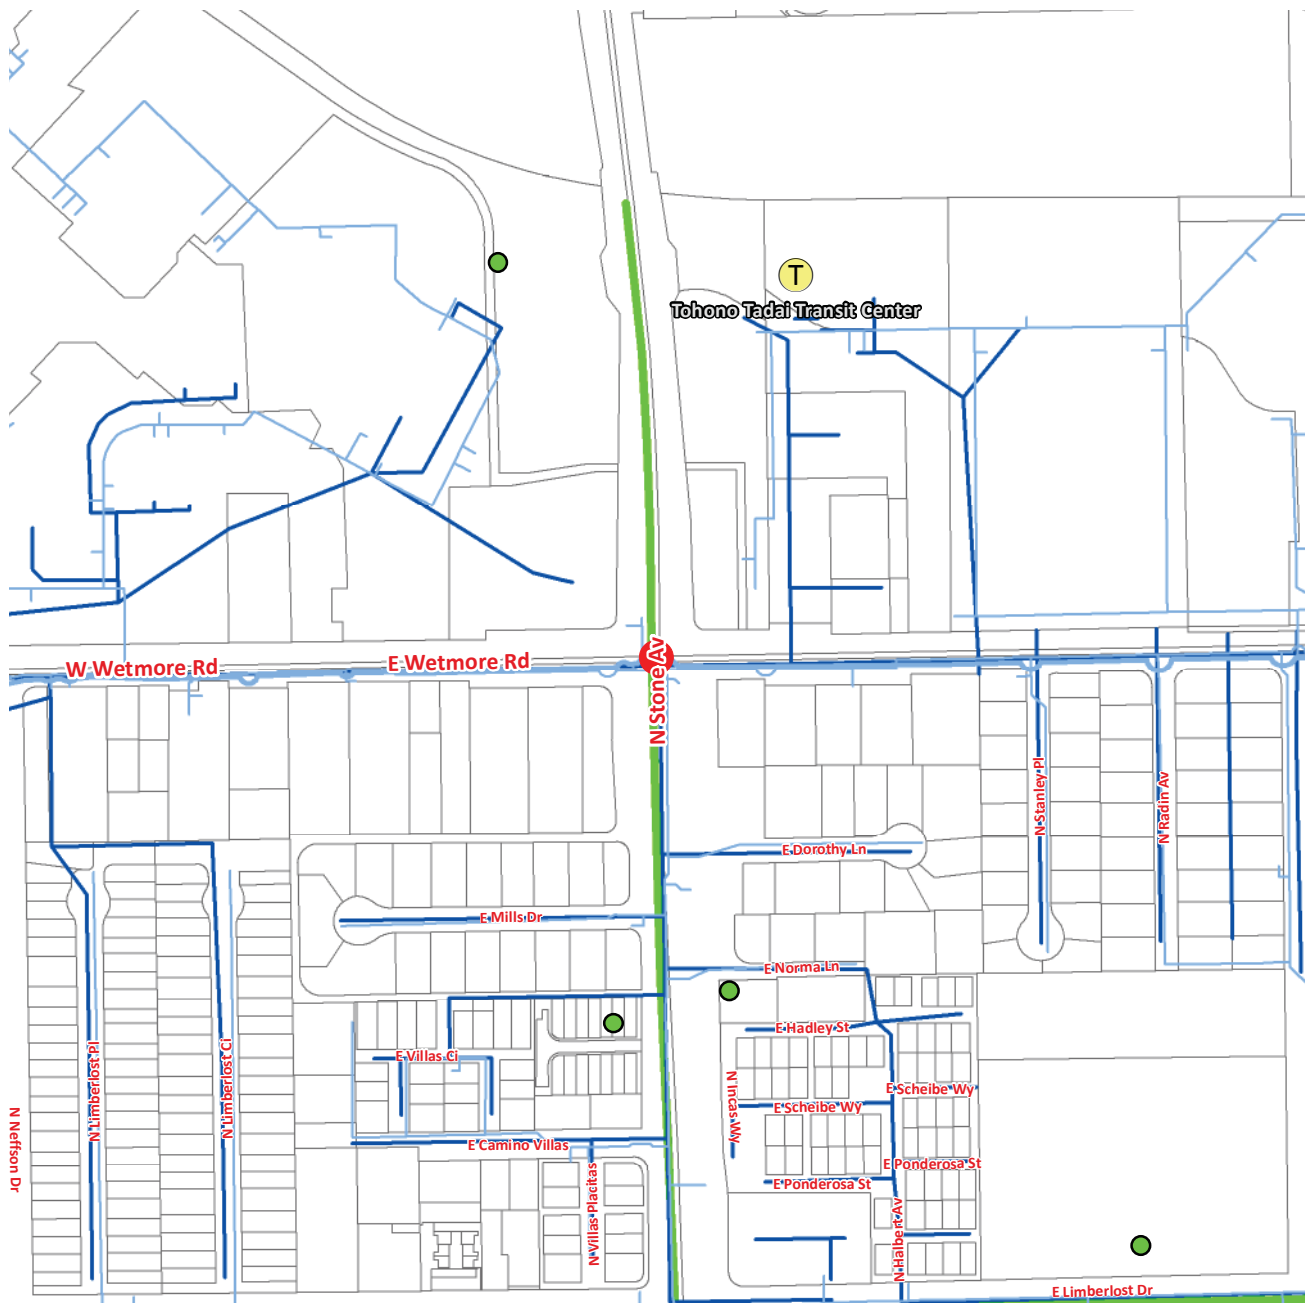 T
Tohono Tadai Transit Center
W Wetmore Rd
E Wetmore Rd
N Stone Av
N Stanley Pl
N Radin Av
E Dorothy Ln
E Mills Dr
E Norma Ln
E Hadley St
E Villas Ci
N Limberlost Pl
N Limberlost Ci
N Incas Wy
E Scheibe Wy
E Scheibe Wy
N Neffson Dr
E Camino Villas
E Ponderosa St
E Ponderosa St
N Villas Placitas
N Halbert Av
E Limberlost Dr